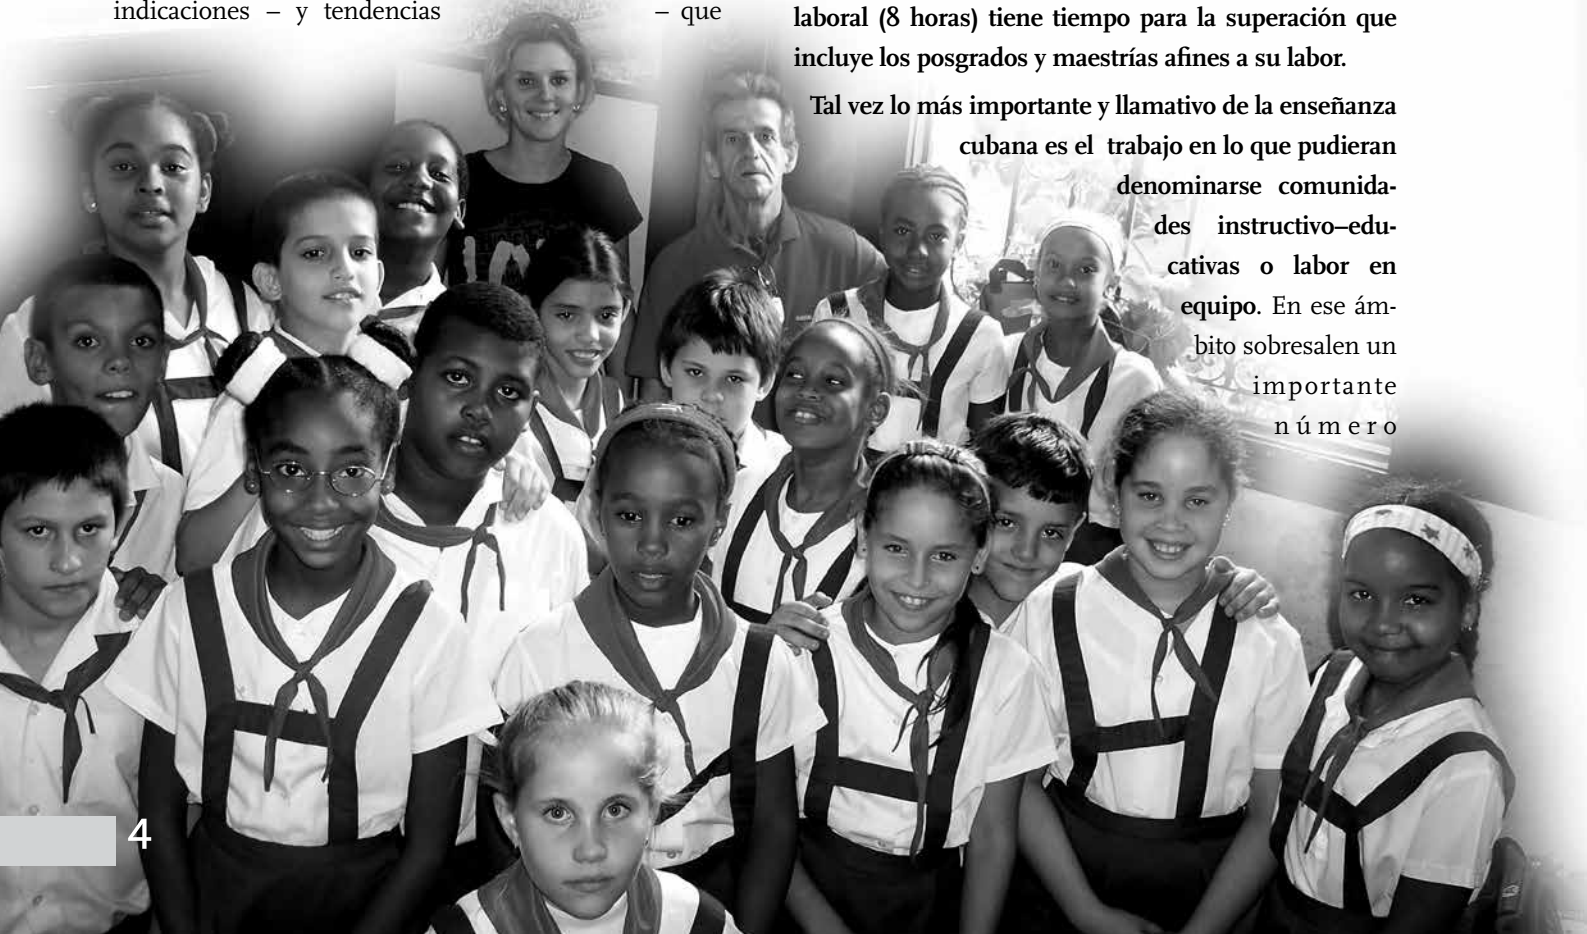 indicaciones – y tendencias – que
laboral (8 horas) tiene tiempo para la superación que
incluye los posgrados y maestrías afines a su labor.
Tal vez lo más importante y llamativo de la enseñanza
cubana es el trabajo en lo que pudieran
denominarse comunida-
des instructivo–edu-
cativas o labor en
equipo. En ese ám-
bito sobresalen un
importante
número
4